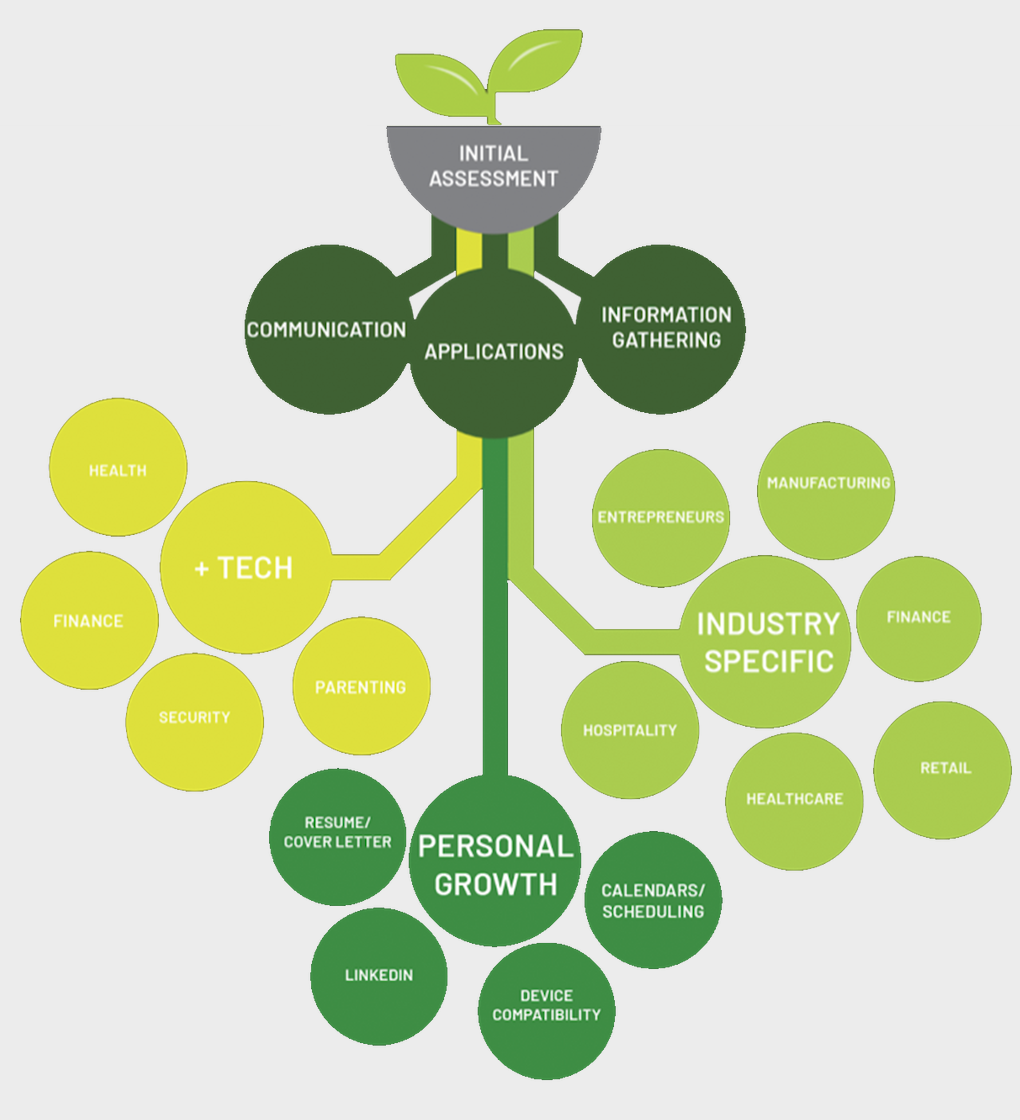 INITIAL
ASSESSMENT
COMMUNICATION
APPLICATIONS
INFORMATION
GATHERING
HEALTH
+ TECH
FINANCE
SECURITY
PARENTING
ENTREPRENEURS
MANUFACTURING
INDUSTRY
SPECIFIC
FINANCE
HOSPITALITY
HEALTHCARE
RETAIL
RESUME/
COVER LETTER
PERSONAL
GROWTH
CALENDARS/
SCHEDULING
LINKEDIN
DEVICE
COMPATIBILITY